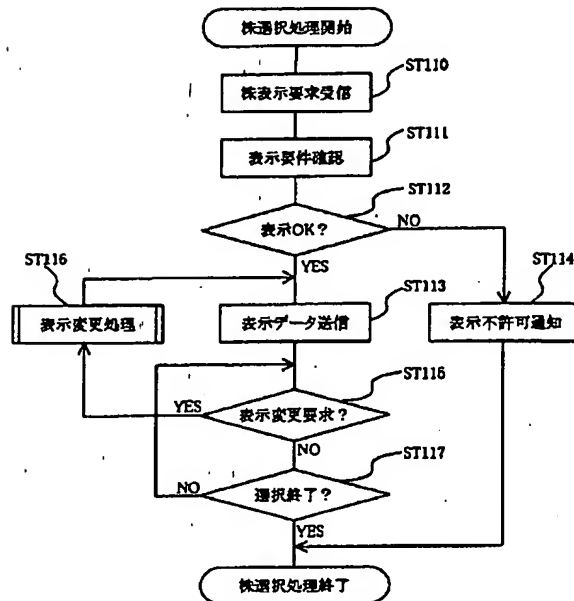 株選択処理開始
ST110
株表示要求受信
ST111
表示要件確認
ST112
表示OK?
NO
YES
ST116
ST113
ST114
表示変更処理
表示データ送信
表示不許可通知
ST115
表示変更要求?
YES
NO
ST117
選択終了?
NO
YES
株選択処理終了